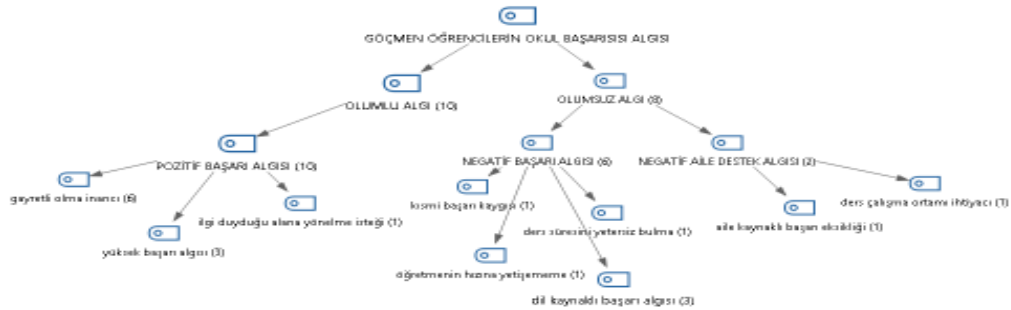 GÖÇMEN ÖĞRENCİLERİN OKUL BAŞARISISI ALGISI
OLUMLU ALGI (10)
OLUMSUZ ALGI (8)
POZİTİF BAŞARI ALGISI (10)
NEGATİF BAŞARI ALGISI (6)
NEGATİF AİLE DESTEK ALGISI (2)
gayretli olma inancı (6)
kısmi başarı kaygısı (1)
ders çalışma ortamı ihtiyacı (1)
ilgi duyduğu alana yönelme isteği (1)
ders süresini yetersiz bulma (1)
aile kaynaklı başarı eksikliği (1)
yüksek başarı algısı (3)
öğretmenin hızına yetişememe (1)
dil kaynaklı başarı algısı (3)